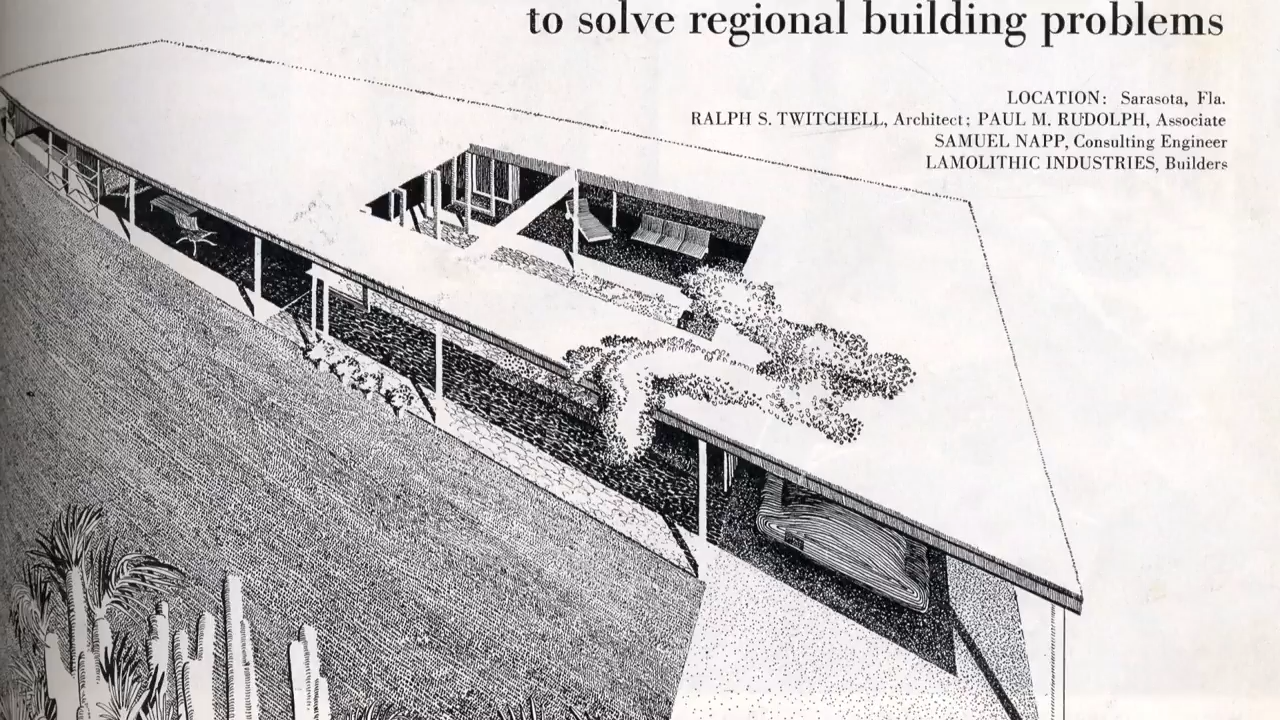 to solve regional building problems
LOCATION: Sarasota, Fla.
RALPH S. TWITCHELL, Architect; PAUL M. RUDOLPH, Associate
SAMUEL NAPP, Consulting Engineer
LAMOLITHIC INDUSTRIES, Builders